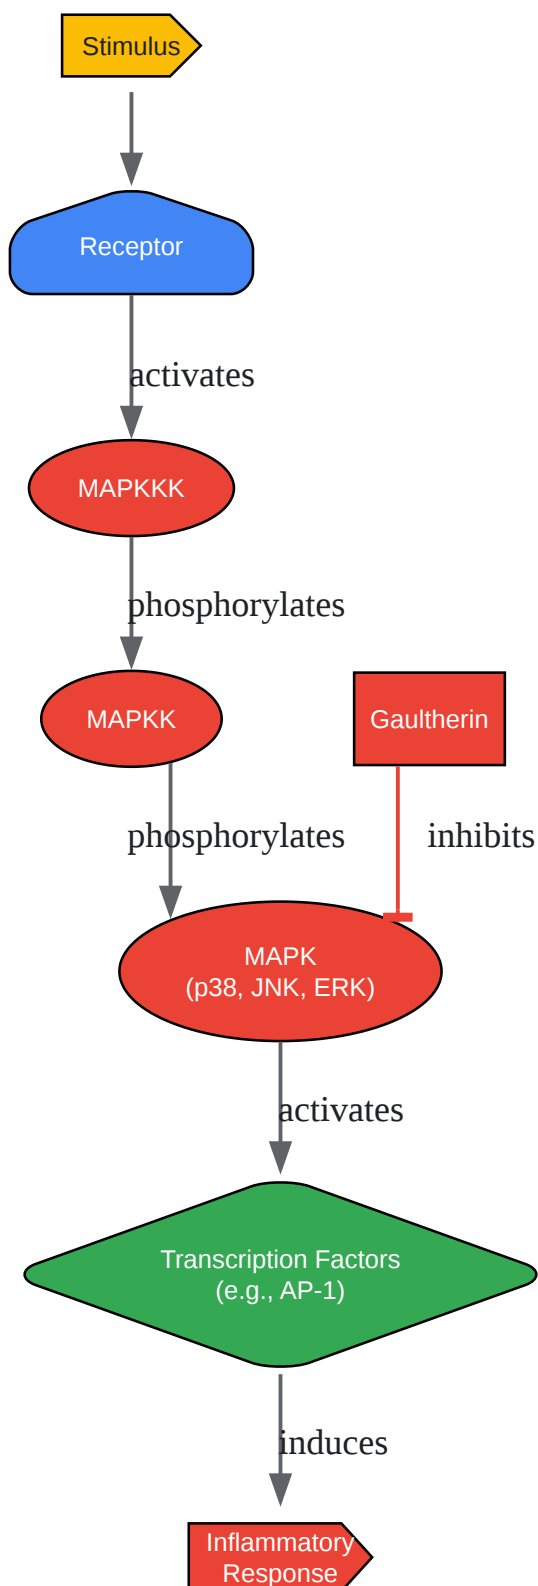 Stimulus
Receptor
activates
MAPKKK
phosphorylates
MAPKK
Gaultherin
phosphorylates
inhibits
MAPK
(p38, JNK, ERK)
activates
Transcription Factors
(e.g., AP-1)
induces
Inflammatory
Response